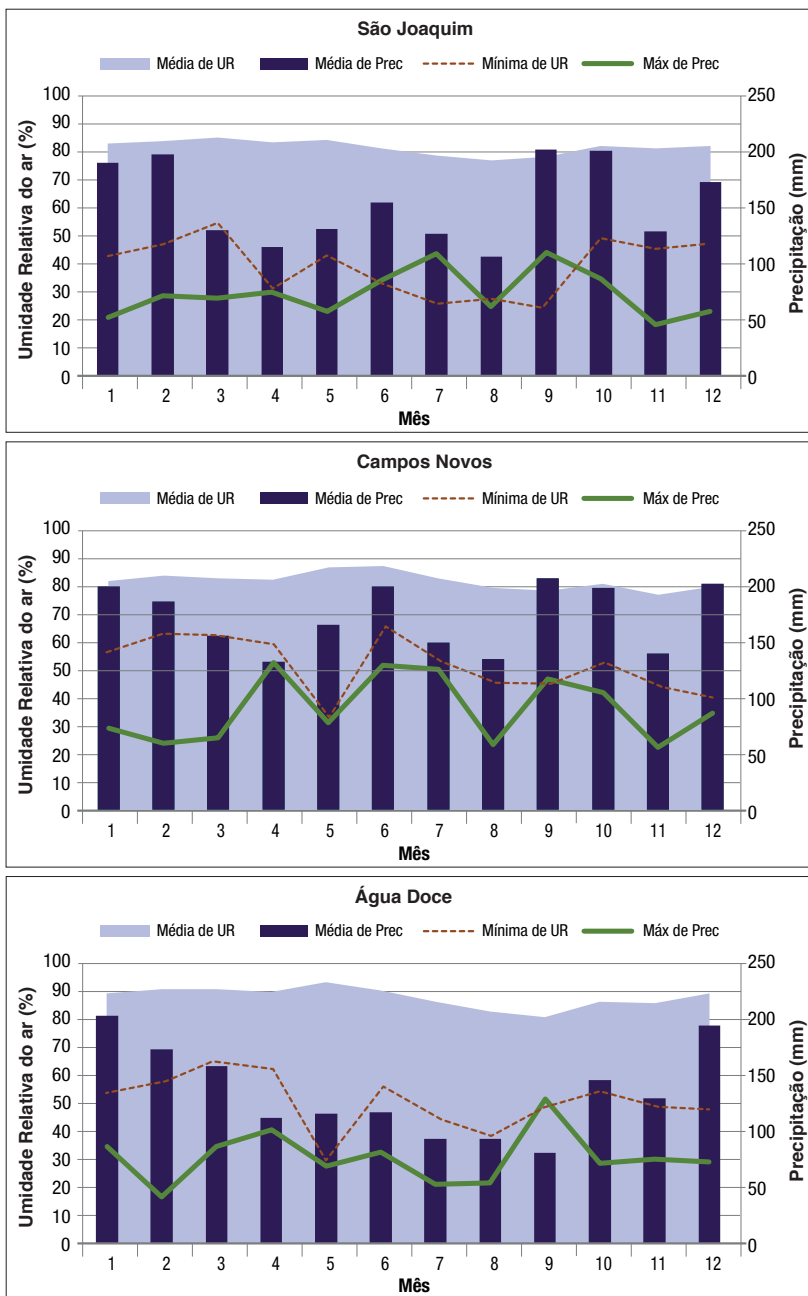 São Joaquim
Média de UR Média de Prec Mínima de UR Máx de Prec
Umidade Relativa do ar (%)
100
90
80
70
60
50
40
30
20
10
0
250
200
150
100
50
0
Precipitação (mm)
1 2 3 4 5 6 7 8 9 10 11 12
Mês
Campos Novos
Média de UR Média de Prec Mínima de UR Máx de Prec
Umidade Relativa do ar (%)
100
90
80
70
60
50
40
30
20
10
0
250
200
150
100
50
0
Precipitação (mm)
1 2 3 4 5 6 7 8 9 10 11 12
Mês
Água Doce
Média de UR Média de Prec Mínima de UR Máx de Prec
Umidade Relativa do ar (%)
100
90
80
70
60
50
40
30
20
10
0
250
200
150
100
50
0
Precipitação (mm)
1 2 3 4 5 6 7 8 9 10 11 12
Mês